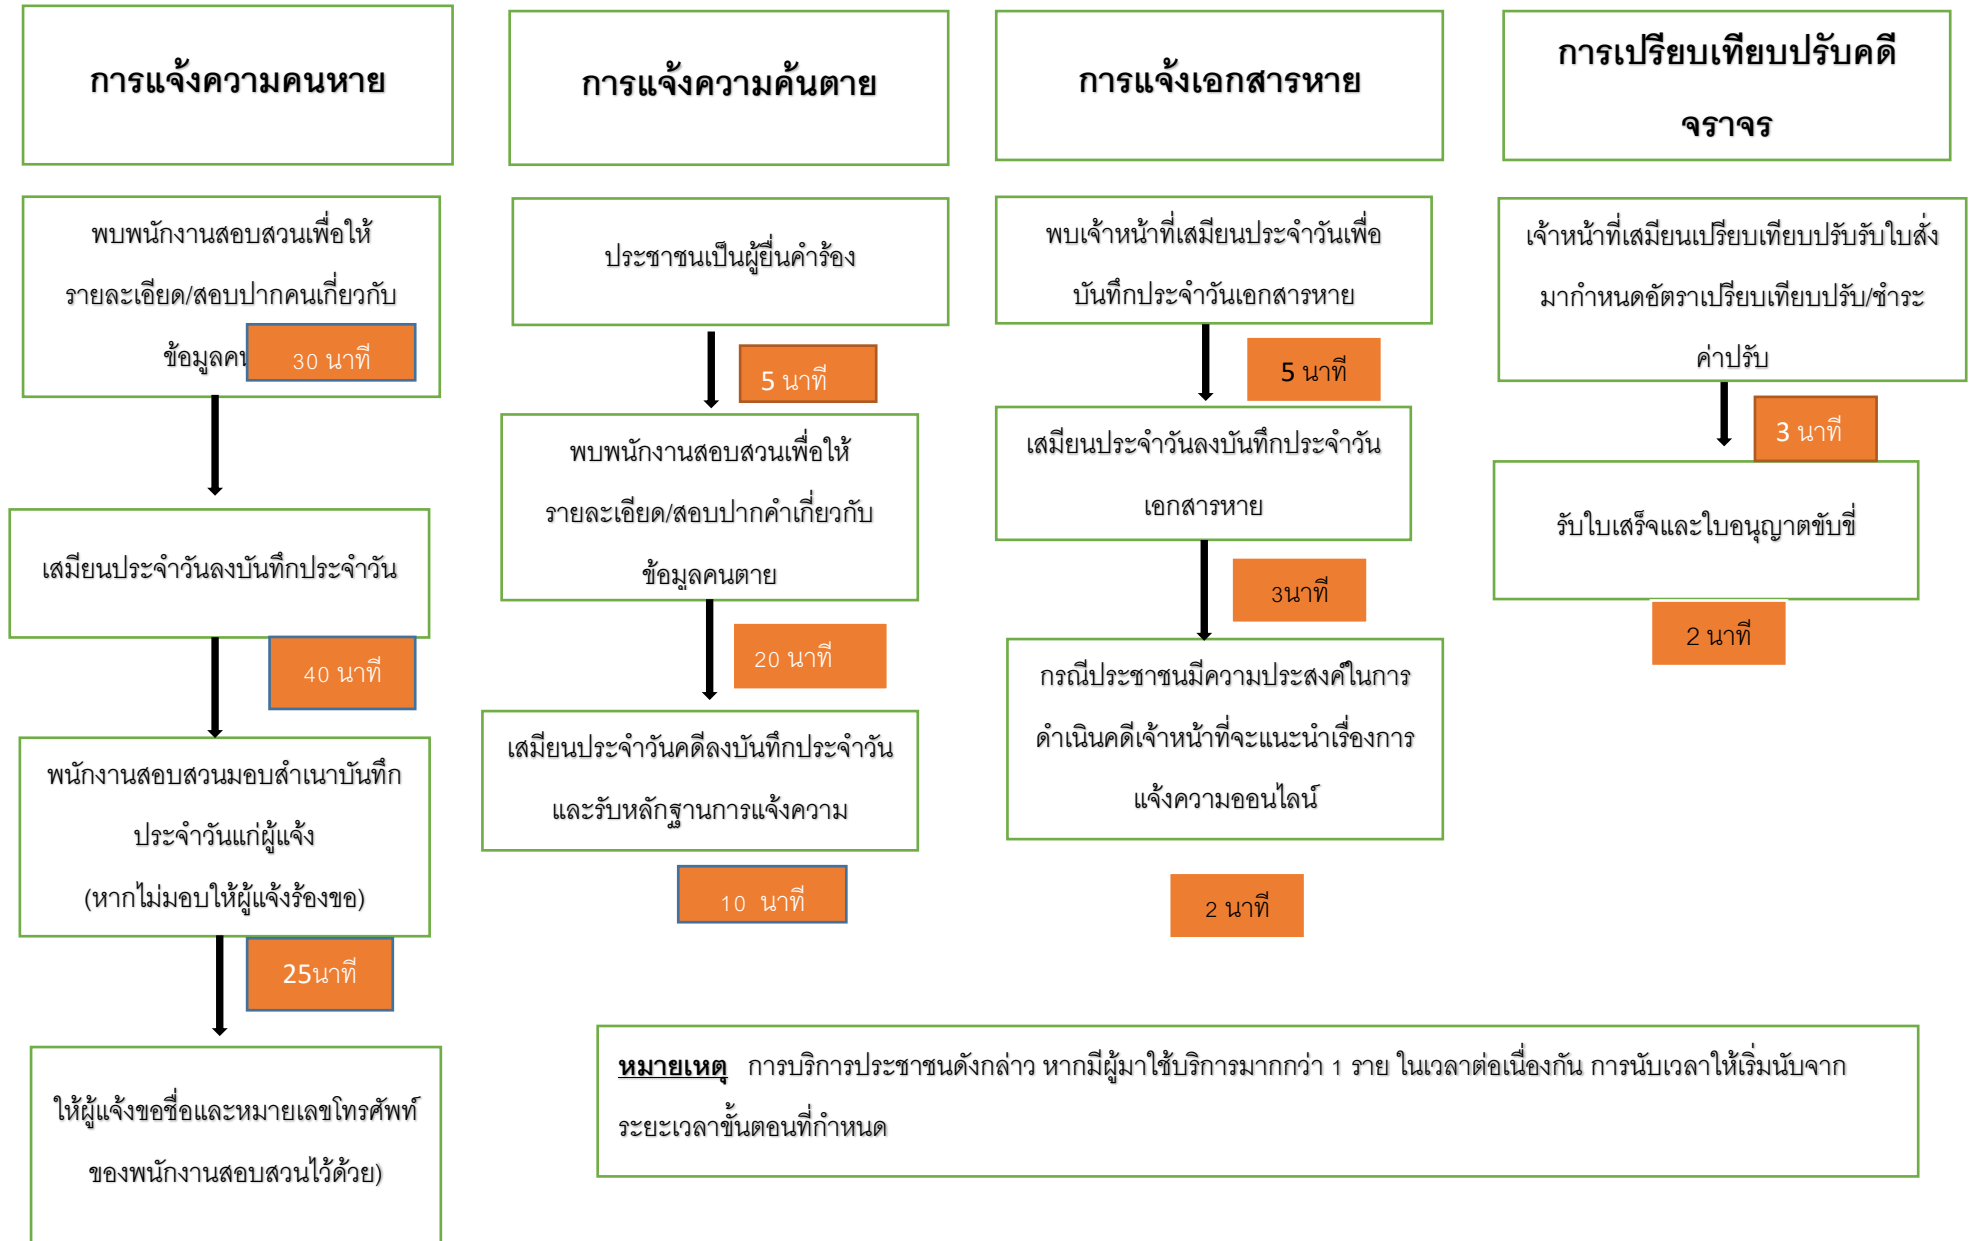 การแจ้งความคนหาย
พบพนักงานสอบสวนเพื่อให้
รายละเอียด/สอบปากคนเกี่ยวกับ
ข้อมูลคน
30 นาที
เสมียนประจำวันลงบันทึกประจำวัน
40 นาที
พนักงานสอบสวนมอบสำเนาบันทึก
ประจำวันแก่ผู้แจ้ง
(หากไม่มอบให้ผู้แจ้งร้องขอ)
25นาที
ให้ผู้แจ้งขอชื่อและหมายเลขโทรศัพท์
ของพนักงานสอบสวนไว้ด้วย)
การแจ้งความค้นตาย
ประชาชนเป็นผู้ยื่นคำร้อง
5 นาที
พบพนักงานสอบสวนเพื่อให้
รายละเอียด/สอบปากคำเกี่ยวกับ
ข้อมูลคนตาย
20 นาที
เสมียนประจำวันคดีลงบันทึกประจำวัน
และรับหลักฐานการแจ้งความ
10 นาที
การแจ้งเอกสารหาย
พบเจ้าหน้าที่เสมียนประจำวันเพื่อ
บันทึกประจำวันเอกสารหาย
5 นาที
เสมียนประจำวันลงบันทึกประจำวัน
เอกสารหาย
3นาที
กรณีประชาชนมีความประสงค์ในการ
ดำเนินคดีเจ้าหน้าที่จะแนะนำเรื่องการ
แจ้งความออนไลน์
2 นาที
การเปรียบเทียบปรับคดี
จราจร
เจ้าหน้าที่เสมียนเปรียบเทียบปรับรับใบสั่ง
มากำหนดอัตราเปรียบเทียบปรับ/ชำระ
ค่าปรับ
3 นาที
รับใบเสร็จและใบอนุญาตขับขี่
2 นาที
หมายเหตุ การบริการประชาชนดังกล่าว หากมีผู้มาใช้บริการมากกว่า 1 ราย ในเวลาต่อเนื่องกัน การนับเวลาให้เริ่มนับจาก
ระยะเวลาขั้นตอนที่กำหนด